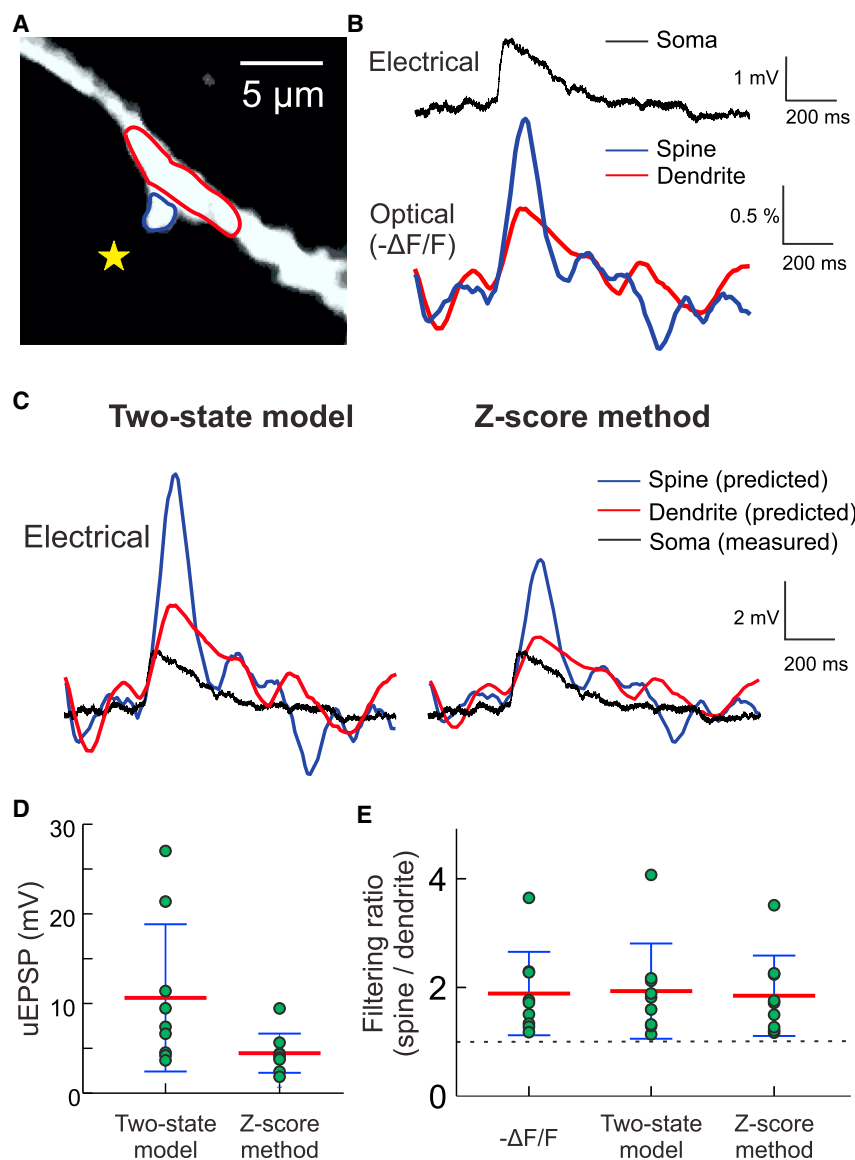 A
5 μm
B
Electrical
Soma
1 mV
200 ms
Spine
Dendrite
Optical
(-ΔF/F)
0.5 %
200 ms
C
Two-state model
Z-score method
Electrical
Spine (predicted)
Dendrite (predicted)
Soma (measured)
2 mV
200 ms
D
uEPSP (mV)
30
20
10
0
Two-state
model
Z-score
method
E
Filtering ratio
(spine / dendrite)
4
2
0
-ΔF/F
Two-state
model
Z-score
method